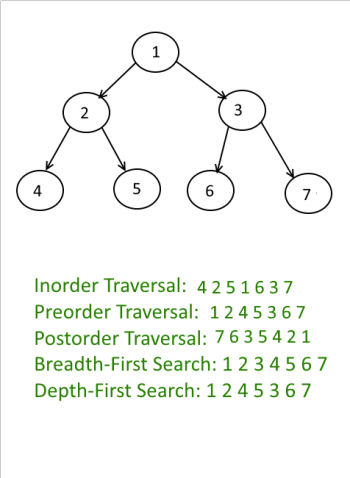 1
2 3
4 5 6 7
Inorder Traversal: 4 2 5 1 6 3 7
Preorder Traversal: 1 2 4 5 3 6 7
Postorder Traversal: 7 6 3 5 4 2 1
Breadth-First Search: 1 2 3 4 5 6 7
Depth-First Search: 1 2 4 5 3 6 7